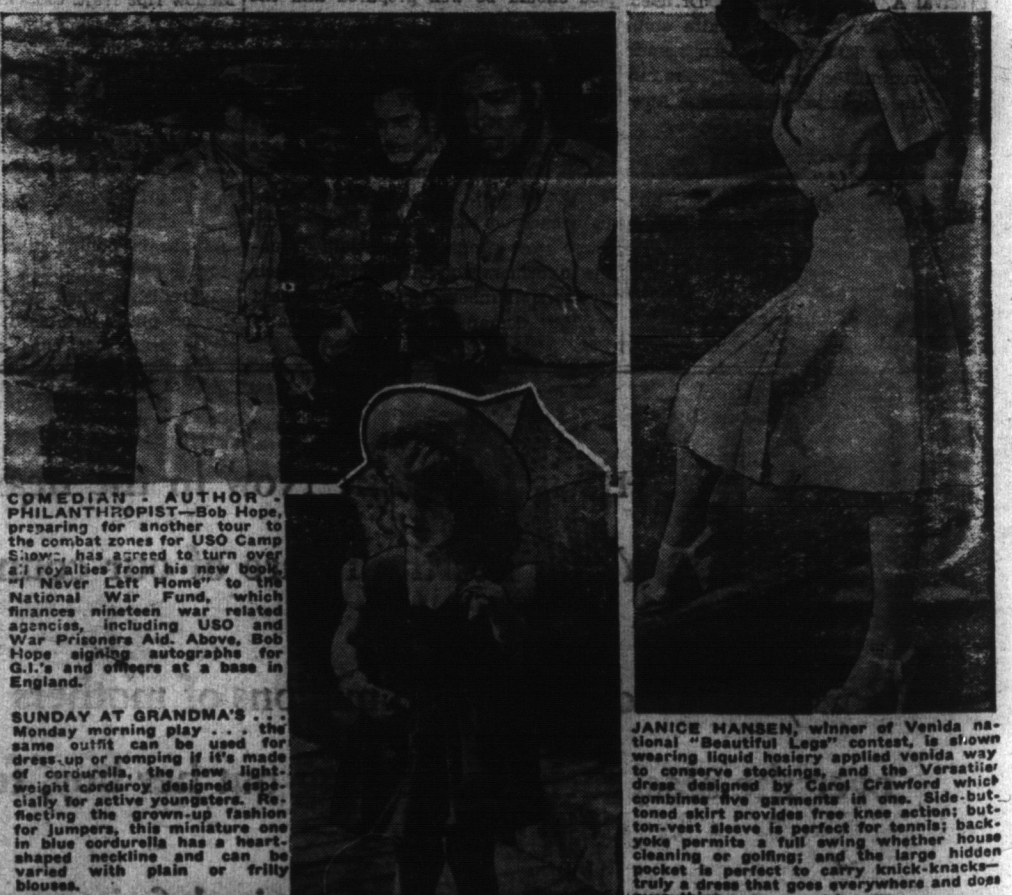 COMEDIAN - AUTHOR -
PHILANTHROPIST—Bob Hope,
preparing for another tour to
the combat zones for USO Camp
Shows, has agreed to turn over
all royalties from his new book,
"I Never Left Home" to the
National War Fund, which
finances nineteen war related
agencies, including USO and
War Prisoners Aid. Above, Bob
Hope signing autographs for
G.I.'s and officers at a base in
England.
SUNDAY AT GRANDMA'S . . .
Monday morning play . . . the
same outfit can be used for
dress-up or romping if it's made
of cordurella, the new light-
weight corduroy designed espe-
cially for active youngsters. Re-
flecting the grown-up fashion
for jumpers, this miniature one
in blue cordurella has a heart-
shaped neckline and can be
varied with plain or frilly
blouses.
JANICE HANSEN, winner of Venida na-
tional "Beautiful Legs" contest, is shown
wearing liquid hosiery applied venida way
to conserve stockings, and the Versatiler
dress designed by Carol Crawford which
combines five garments in one. Side-but-
toned skirt provides free knee action; but-
ton-vest sleeve is perfect for tennis; back-
yoke permits a full swing whether house
cleaning or golfing; and the large hidden
pocket is perfect to carry knick-knacks—
truly a dress that goes everywhere and does